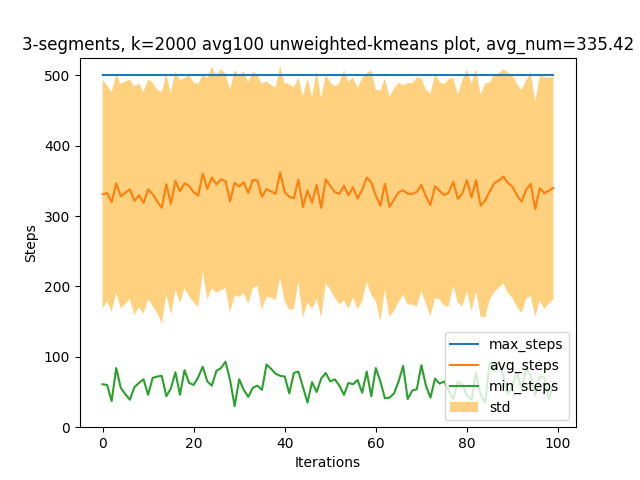 3-segments, k=2000 avg100 unweighted-kmeans plot, avg_num=335.42
500
400
300
200
100
0
Steps
0 20 40 60 80 100
Iterations
max_steps
avg_steps
min_steps
std